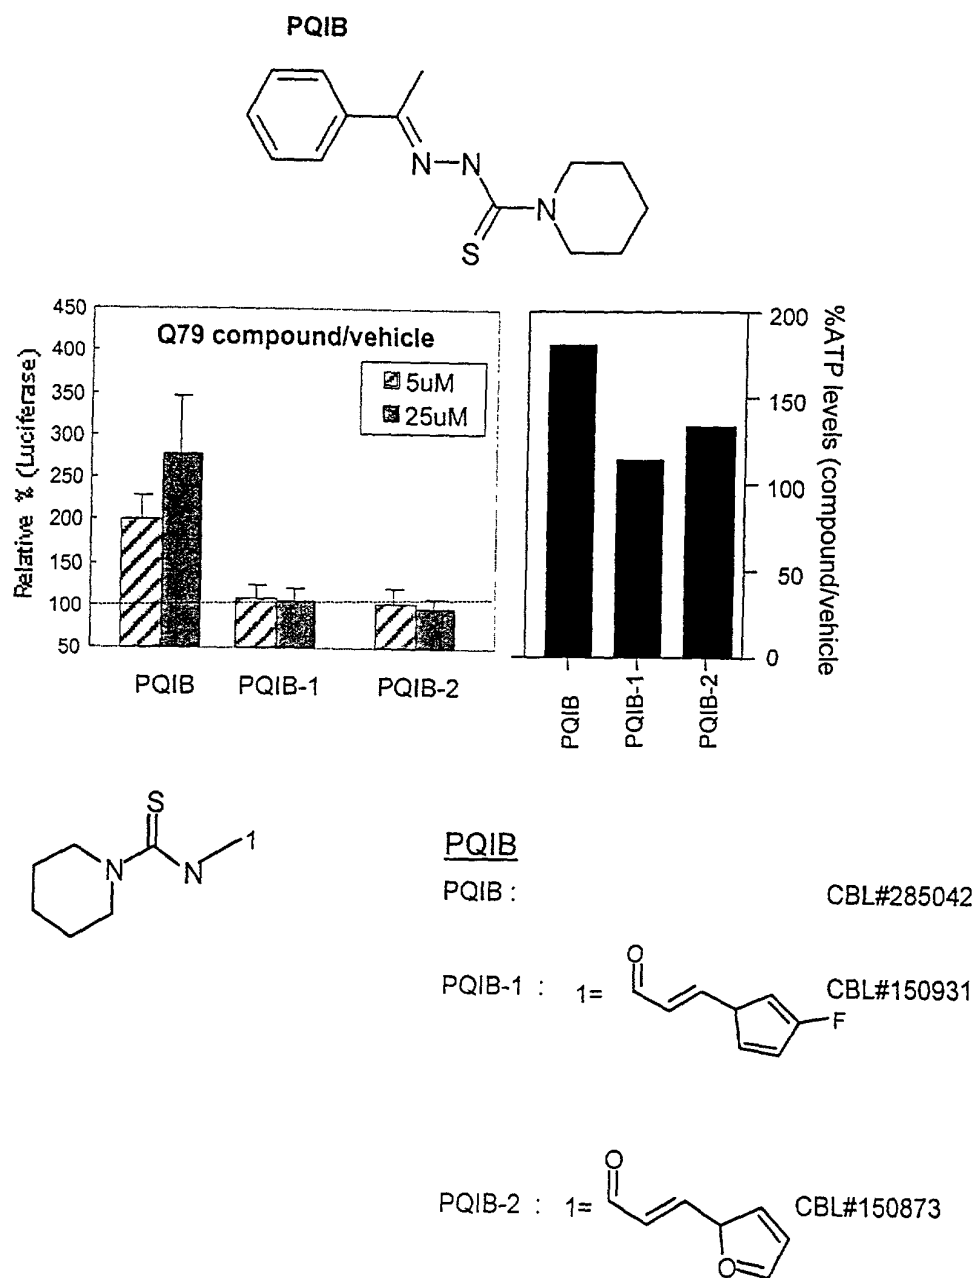 PQIB
N
N
S
N
Q79 compound/vehicle
5uM
25uM
Relative % (Luciferase)
450
400
350
300
250
200
150
100
50
PQIB PQIB-1 PQIB-2
200
150
100
50
0
%ATP levels (compound/vehicle
PQIB
PQIB-1
PQIB-2
S
N
N
1
PQIB
PQIB : CBL#285042
O
PQIB-1 : 1= CBL#150931
F
O
PQIB-2 : 1= CBL#150873
O